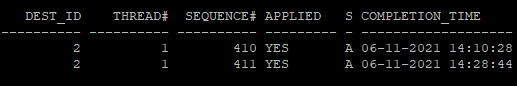 DEST_ID THREAD# SEQUENCE# APPLIED S COMPLETION_TIME
---------- ---------- ---------- --------- - --------------------
2 1 410 YES A 06-11-2021 14:10:28
2 1 411 YES A 06-11-2021 14:28:44